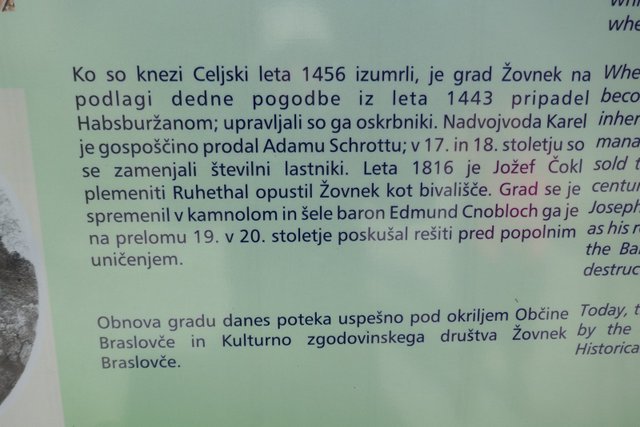 Ko so knezi Celjski leta 1456 izumrli, je grad Žovnek na
podlagi dedne pogodbe iz leta 1443 pripadel
Habsburžanom; upravljali so ga oskrbniki. Nadvojvoda Karel
je gospoščino prodal Adamu Schrottu; v 17. in 18. stoletju so
se zamenjali številni lastniki. Leta 1816 je Jožef Čokl
plemeniti Ruhethal opustil Žovnek kot bivališče. Grad se je
spremenil v kamnolom in šele baron Edmund Cnobloch ga je
na prelomu 19. v 20. stoletje poskušal rešiti pred popolnim
uničenjem.
Obnova gradu danes poteka uspešno pod okriljem Občine
Braslovče in Kulturno zgodovinskega društva Žovnek
Braslovče.
whe
Whe
beco
inher
mana
sold t
centur
Joseph
as his r
the Ba
destruc
Today, t
by the
Historical